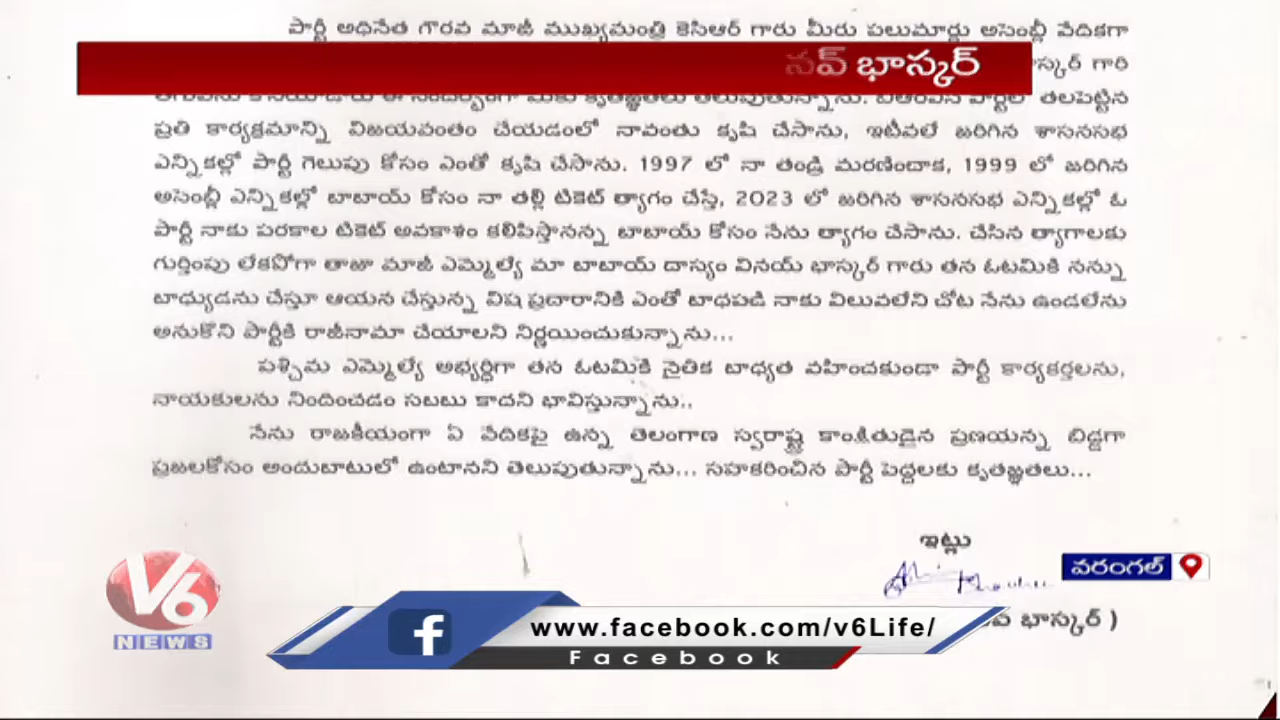 పార్టీ అధినేత గౌరవ మాజీ ముఖ్యమంత్రి కెసిఆర్ గారు మీరు పలుమార్లు అసెంబ్లీ వేదికగా
భాస్కర్
గారి
కృతజ్ఞతలు తెలుపుతున్నాను. తలపెట్టిన
ప్రతి కార్యక్రమాన్ని విజయవంతం చేయడంలో నావంతు కృషి చేసాను, ఇటీవలే జరిగిన శాసనసభ
ఎన్నికల్లో పార్టీ గెలుపు కోసం ఎంతో కృషి చేసాను. 1997 లో నా తండ్రి మరణిందాక, 1999 లో జరిగిన
అసెంబ్లీ ఎన్నికల్లో బాబాయ్ కోసం నా తల్లి టికెట్ త్యాగం చేస్తే, 2023 లో జరిగిన శాసనసభ ఎన్నికల్లో ఓ
పార్టీ నాకు పరకాల టికెట్ అవకాశం కల్పిస్తానన్న బాబాయ్ కోసం నేను త్యాగం చేసాను. చేసిన త్యాగాలకు
గుర్తింపు లేకపోగా తాజా మాజీ ఎమ్మెల్యే మా బాబాయ్ దాస్యం వినయ్ భాస్కర్ గారు తన ఓటమికి నన్ను
బాధ్యుడను చేస్తూ ఆయన చేస్తున్న విష ప్రచారానికి ఎంతో బాధపడి నాకు విలువలేని చోట నేను ఉండలేను
అనుకొని పార్టీకి రాజీనామా చేయాలని నిర్ణయించుకున్నాను...
పశ్చిమ ఎమ్మెల్యే అభ్యర్థిగా తన ఓటమికి నైతిక బాధ్యత వహించకుండా పార్టీ కార్యకర్తలను,
నాయకులను నిందించడం సబబు కాదని భావిస్తున్నాను..
నేను రాజకీయంగా ఏ వేదికపై ఉన్న తెలంగాణ స్వరాష్ట్ర కాంక్షితుడైన ప్రణయన్న బిడ్డగా
ప్రజలకోసం అందుబాటులో ఉంటానని తెలుపుతున్నాను... సహకరించిన పార్టీ పెద్దలకు కృతజ్ఞతలు...
ఇట్లు
వరంగల్
భాస్కర్ )
V6
NEWS
www.facebook.com/v6Life/
Facebook